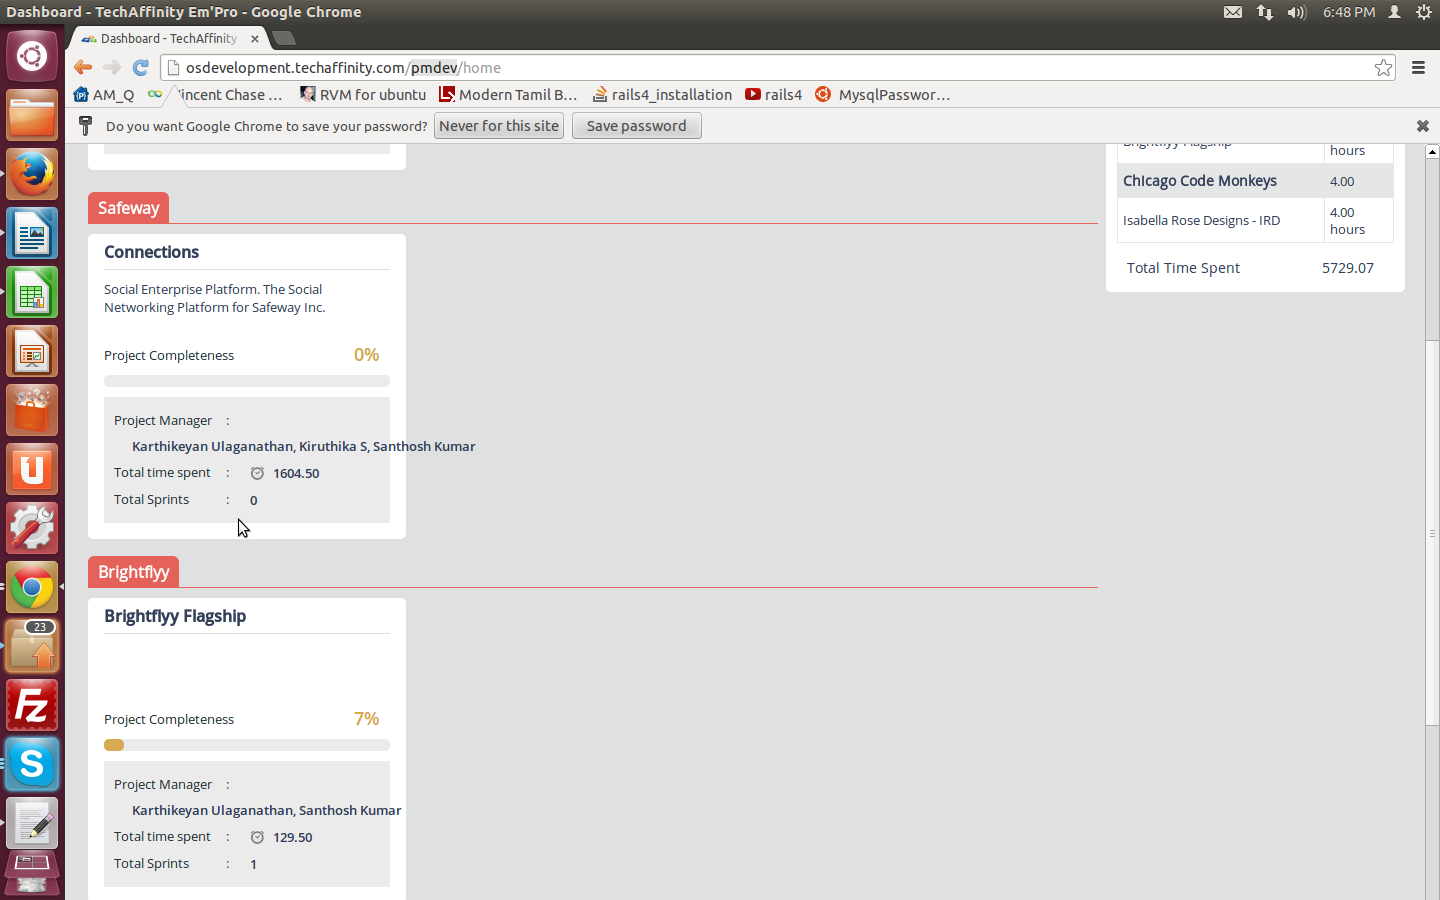 Dashboard - TechAffInity Em'Pro - Google Chrome
6:48 PM
Dashboard - TechAffinity
osdevelopment.techaffinity.com/pmdev/home
AM_Q
incent Chase ...
RVM for ubuntu
Modern Tamil B...
rails4_installation
rails4
MysqlPasswor...
Do you want Google Chrome to save your password?
Never for this site
Save password
Brightflyy Flagship
hours
ChIcago Code Monkeys
4.00
Isabella Rose Designs - IRD
4.00
hours
Total Time Spent
5729.07
Safeway
Connections
Social Enterprise Platform. The Social
Networking Platform for Safeway Inc.
Project Completeness
0%
Project Manager :
Karthikeyan Ulaganathan, Kiruthika S, Santhosh Kumar
Total time spent : 1604.50
Total Sprints : 0
Brightflyy
Brightflyy Flagship
Project Completeness
7%
Project Manager :
Karthikeyan Ulaganathan, Santhosh Kumar
Total time spent : 129.50
Total Sprints : 1
23